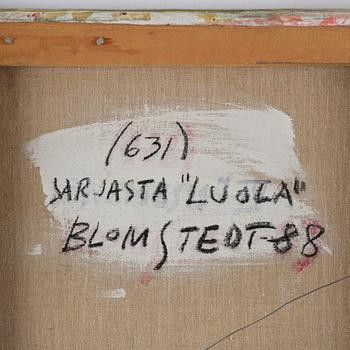 (631)
SARJASTA "LUOLA"
BLOMSTEDT-88